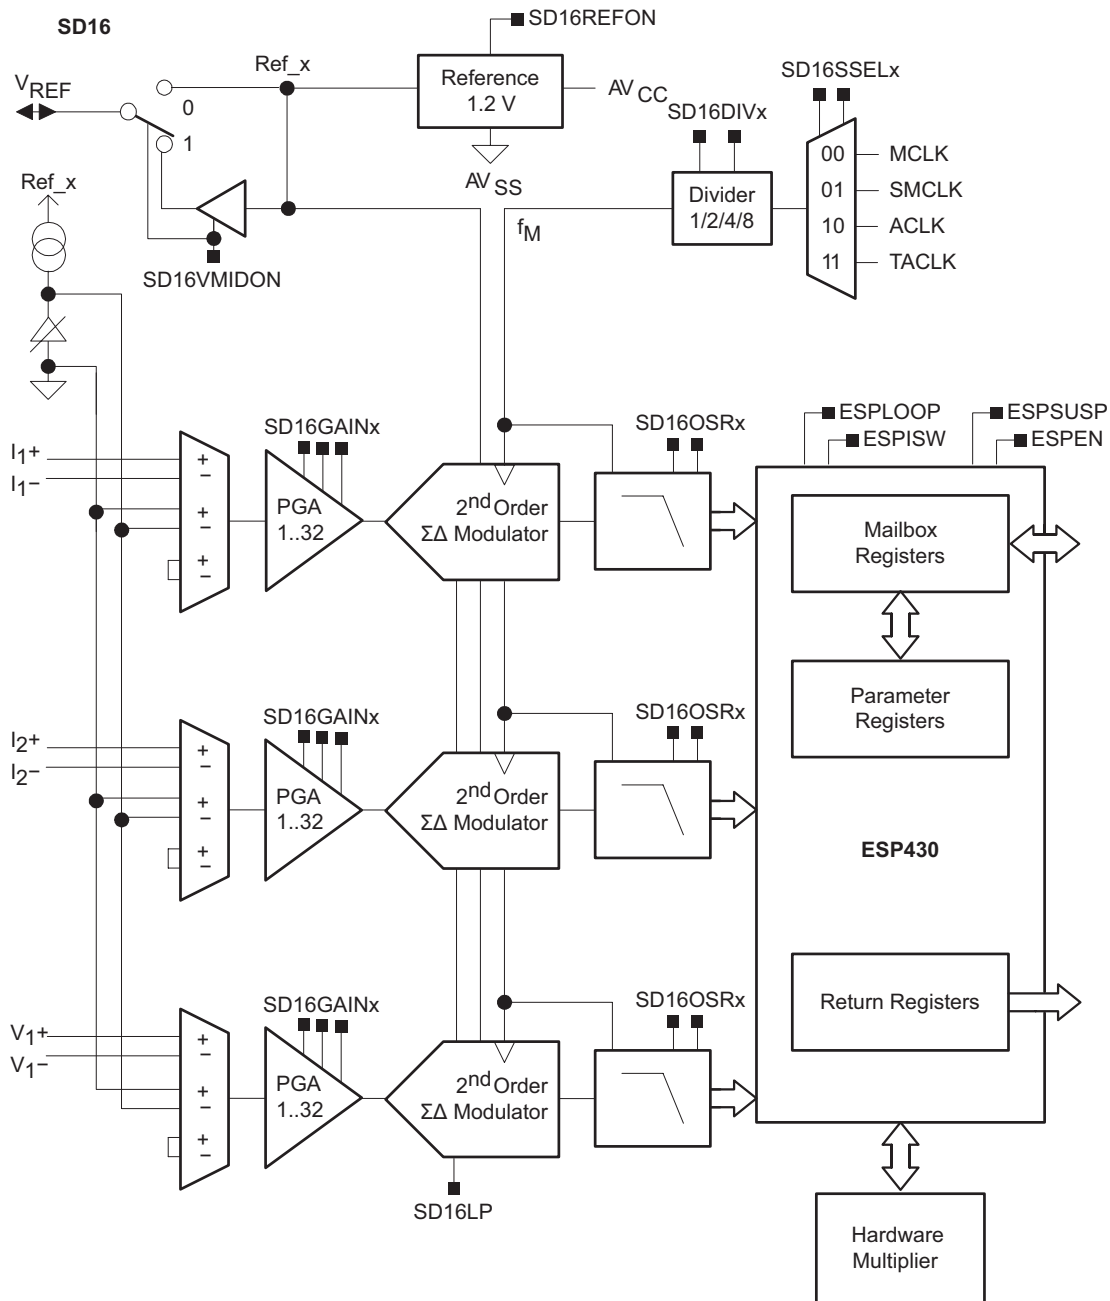 SD16
SD16REFON
VREF
0
1
Ref_x
Reference
1.2 V
AVCC
AVSS
SD16SSELx
SD16DIVx
Divider
1/2/4/8
00
MCLK
01
SMCLK
10
ACLK
11
TACLK
fM
Ref_x
SD16VMIDON
I1+
I1−
+
−
+
−
+
−
SD16GAINx
PGA
1..32
2nd Order
ΣΔ Modulator
SD16OSRx
ESPLOOP
ESPISW
ESPSUSP
ESPEN
Mailbox
Registers
Parameter
Registers
I2+
I2−
+
−
+
−
+
−
SD16GAINx
PGA
1..32
2nd Order
ΣΔ Modulator
SD16OSRx
ESP430
Return Registers
V1+
V1−
+
−
+
−
+
−
SD16GAINx
PGA
1..32
2nd Order
ΣΔ Modulator
SD16OSRx
SD16LP
Hardware
Multiplier